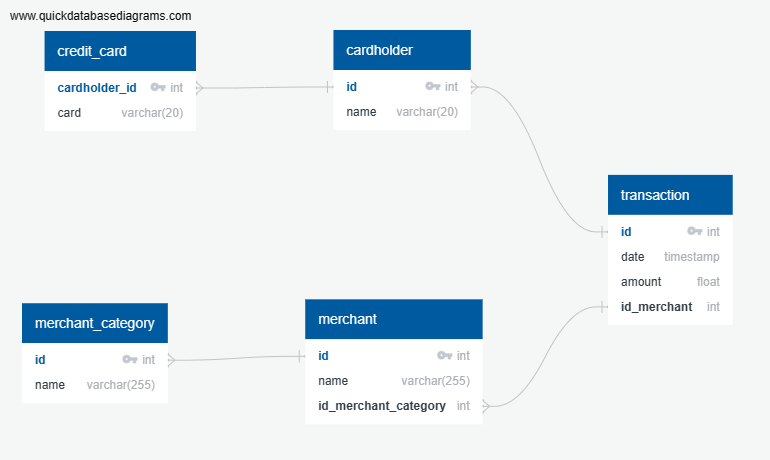 www.quickdatabasediagrams.com
credit_card
cardholder_id int
card varchar(20)
cardholder
id int
name varchar(20)
transaction
id int
date timestamp
amount float
id_merchant int
merchant_category
id int
name varchar(255)
merchant
id int
name varchar(255)
id_merchant_category int